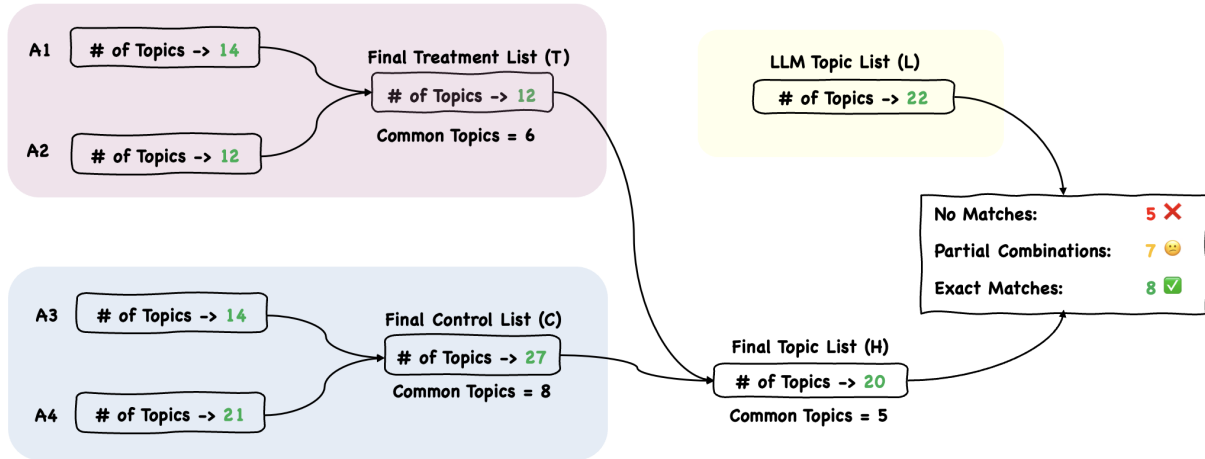 A1
# of Topics -> 14
A2
# of Topics -> 12
Final Treatment List (T)
# of Topics -> 12
Common Topics = 6
A3
# of Topics -> 14
A4
# of Topics -> 21
Final Control List (C)
# of Topics -> 27
Common Topics = 8
LLM Topic List (L)
# of Topics -> 22
Final Topic List (H)
# of Topics -> 20
Common Topics = 5
No Matches: 5 ❌
Partial Combinations: 7 😕
Exact Matches: 8 ✅